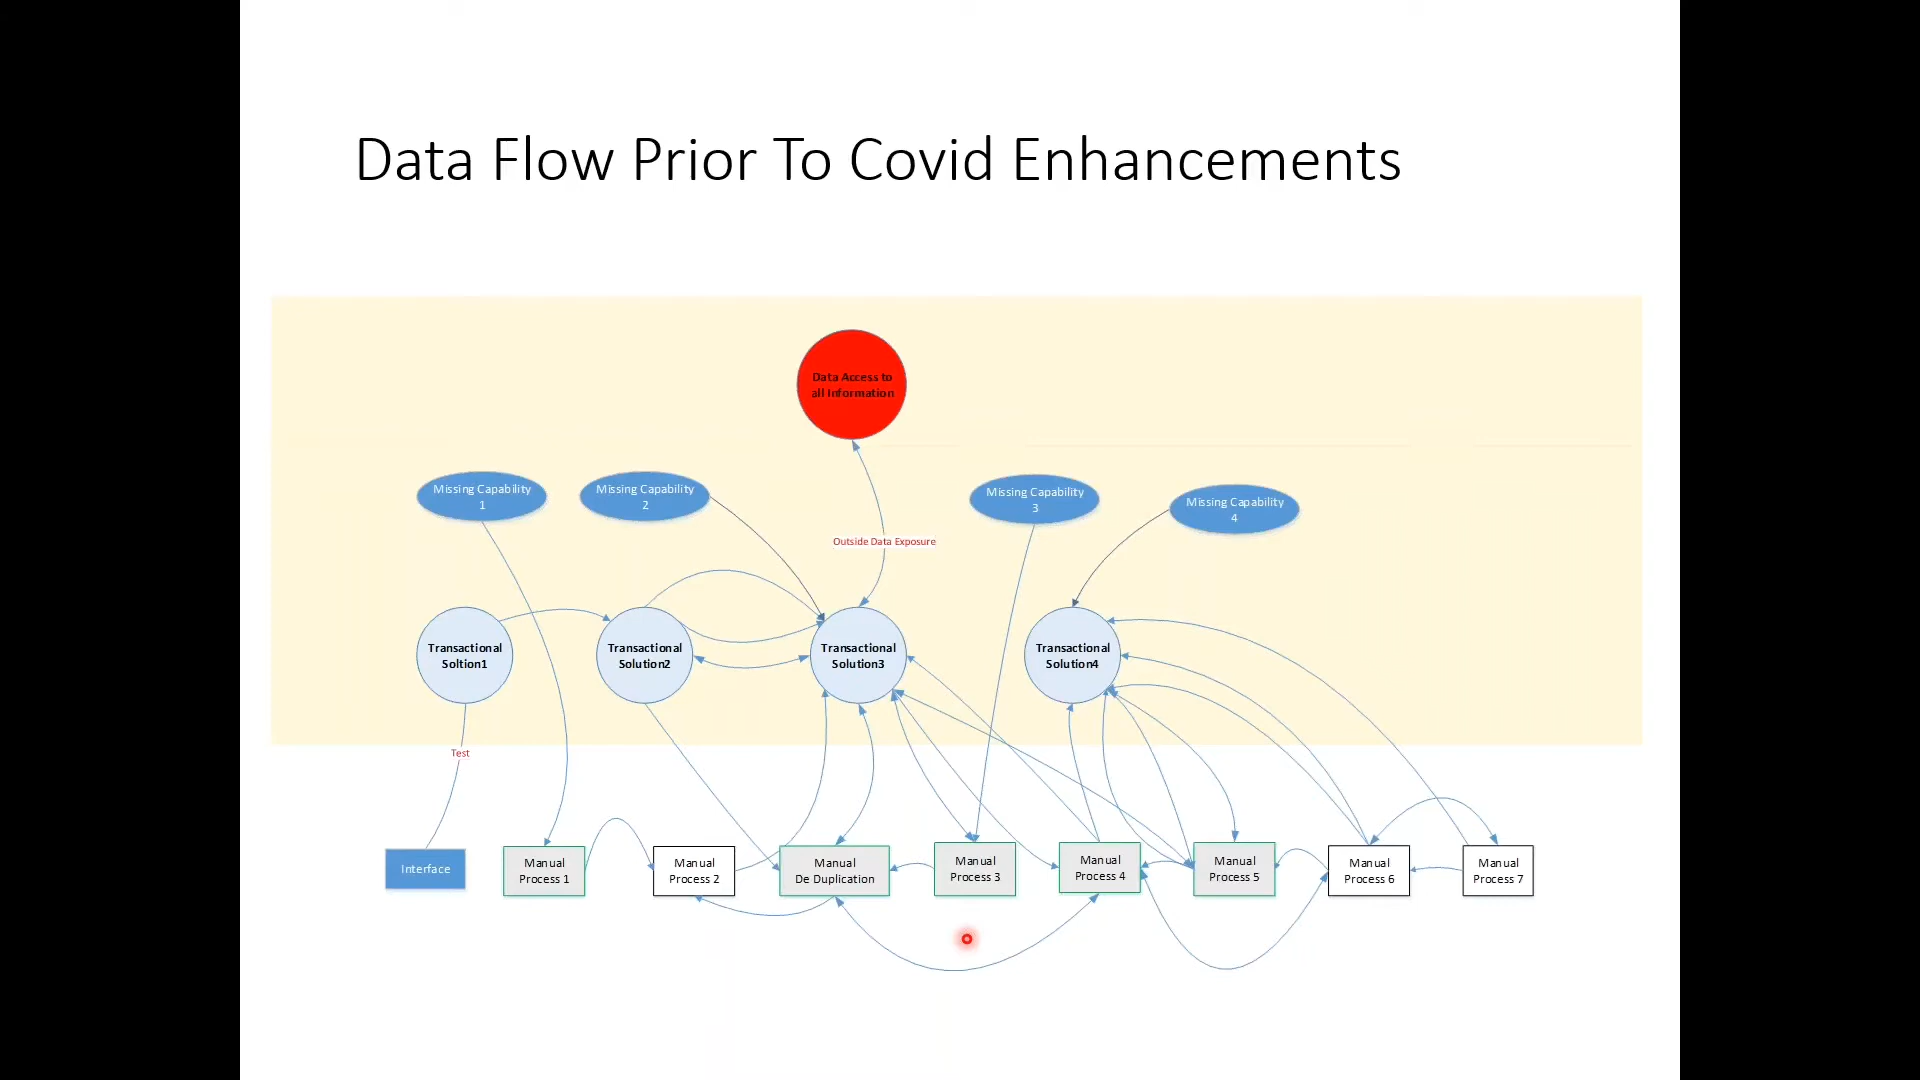 Data Flow Prior To Covid Enhancements
Data Access to
all Information
Missing Capability
1
Missing Capability
2
Missing Capability
3
Missing Capability
4
Outside Data Exposure
Transactional
Soltion1
Transactional
Solution2
Transactional
Solution3
Transactional
Solution4
Test
Interface
Manual
Process 1
Manual
Process 2
Manual
De Duplication
Manual
Process 3
Manual
Process 4
Manual
Process 5
Manual
Process 6
Manual
Process 7